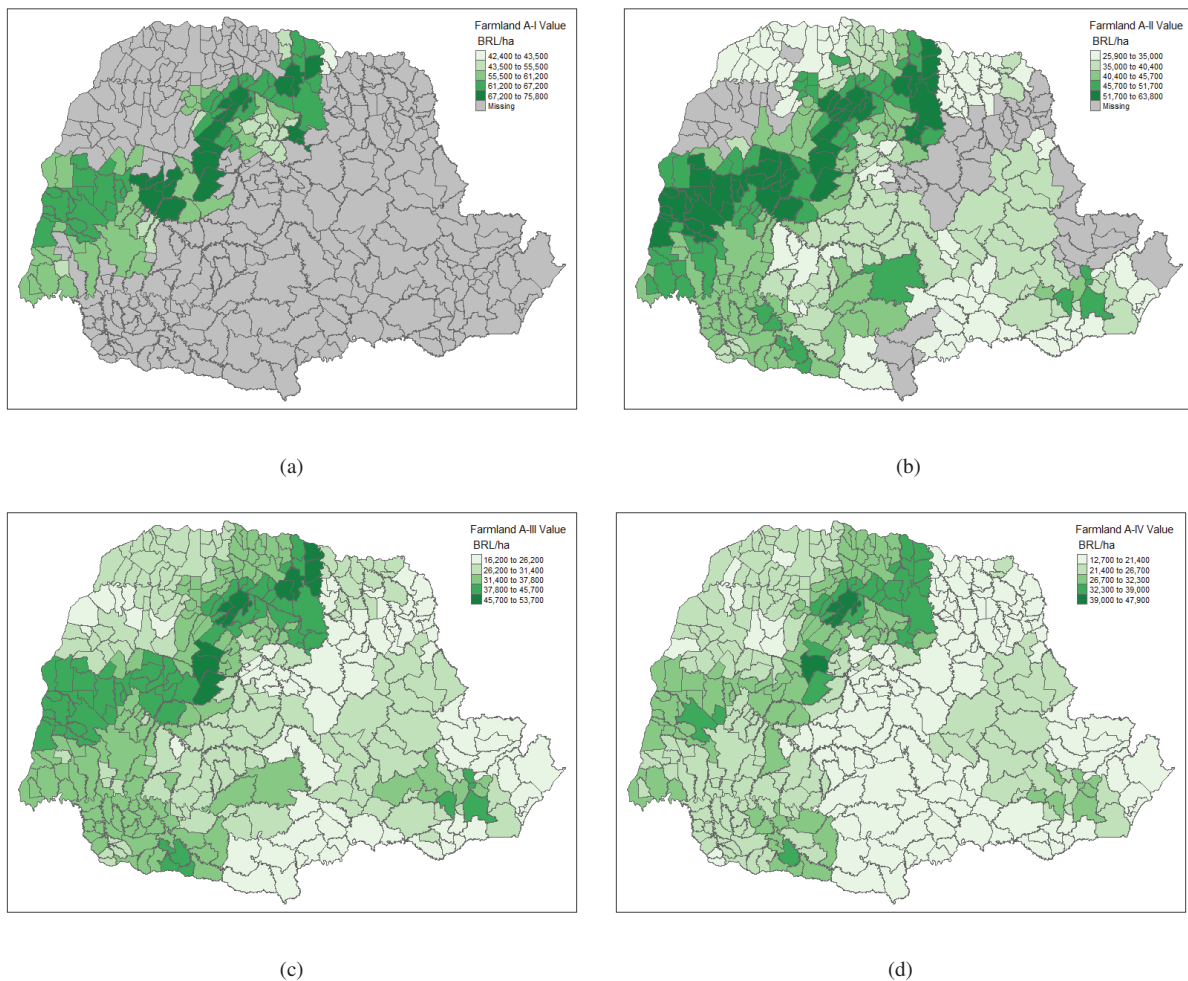 Farmland A-I Value
BRL/ha
42,400 to 43,500
43,500 to 55,500
55,500 to 61,200
61,200 to 67,200
67,200 to 75,800
Missing
(a)
Farmland A-II Value
BRL/ha
25,900 to 35,000
35,000 to 40,400
40,400 to 45,700
45,700 to 51,700
51,700 to 63,800
Missing
(b)
Farmland A-III Value
BRL/ha
16,200 to 26,200
26,200 to 31,400
31,400 to 37,800
37,800 to 45,700
45,700 to 53,700
(c)
Farmland A-IV Value
BRL/ha
12,700 to 21,400
21,400 to 26,700
26,700 to 32,300
32,300 to 39,000
39,000 to 47,900
(d)